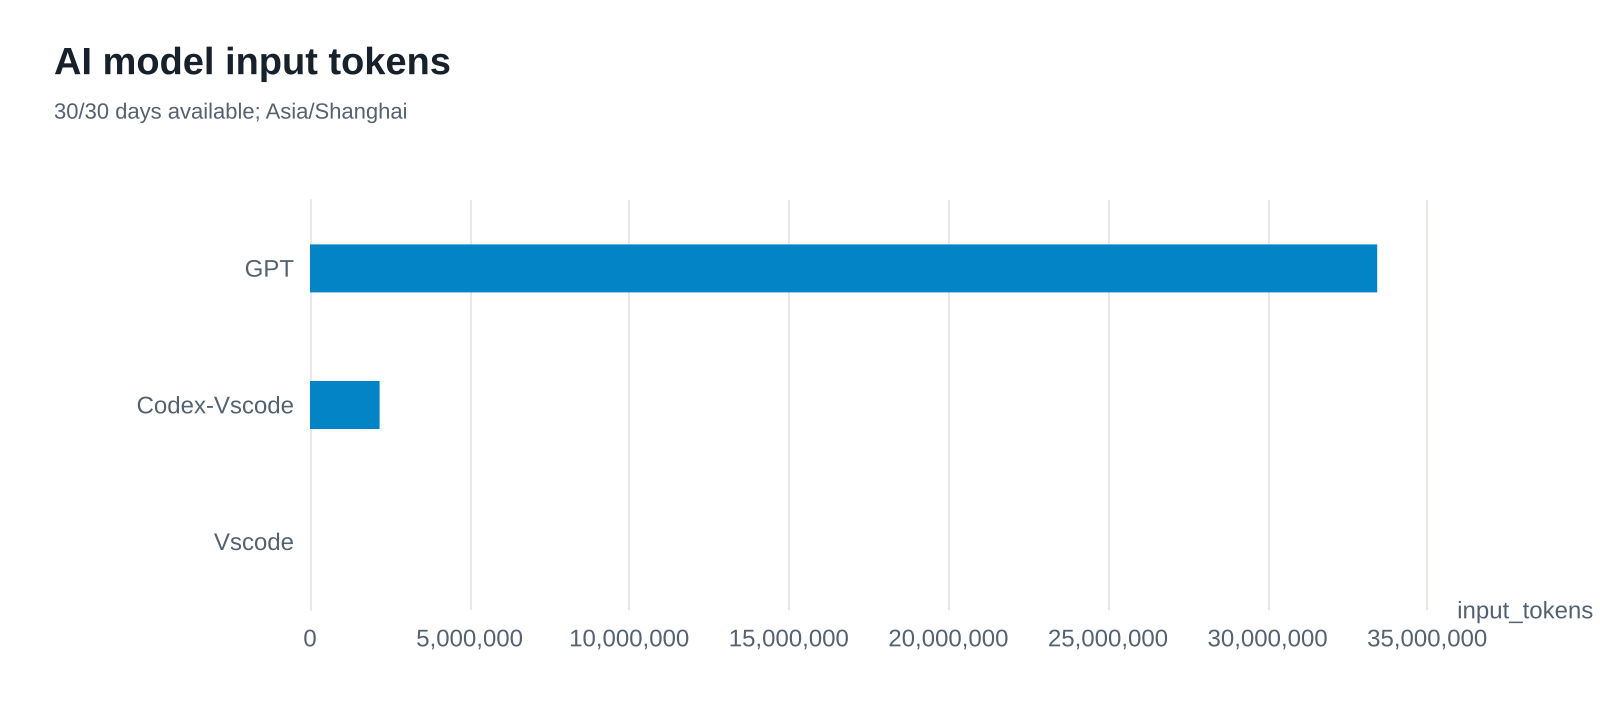 AI model input tokens
30/30 days available; Asia/Shanghai
GPT
Codex-Vscode
Vscode
input_tokens
0 5,000,000 10,000,000 15,000,000 20,000,000 25,000,000 30,000,000 35,000,000